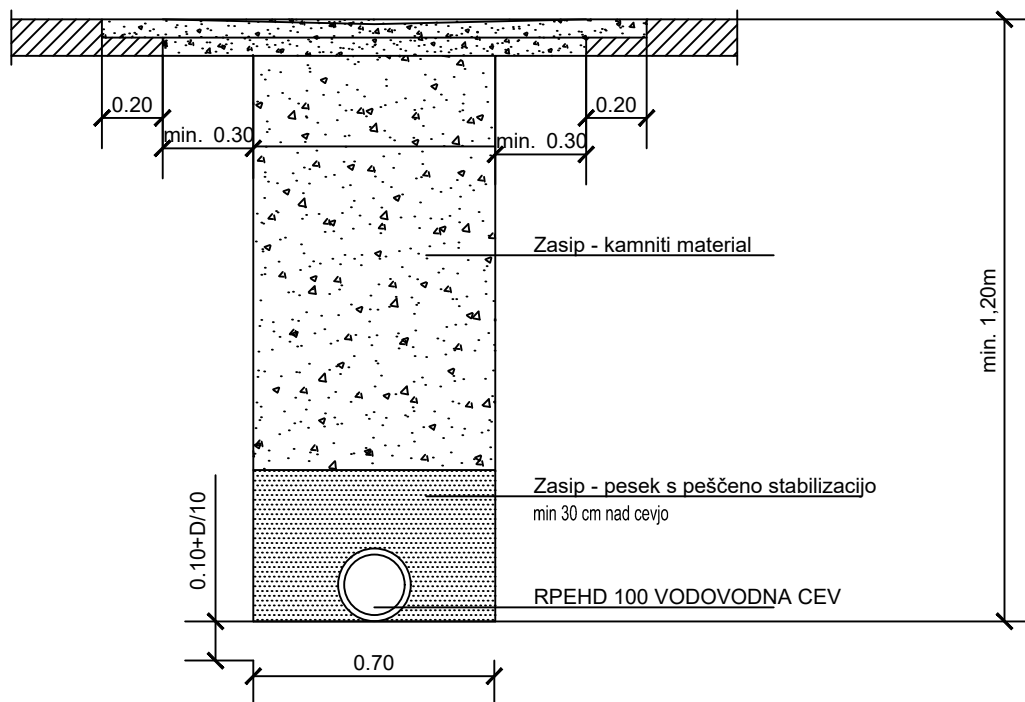 0.20
0.20
min. 0.30
min. 0.30
Zasip - kamniti material
min. 1,20m
Zasip - pesek s peščeno stabilizacijo
min 30 cm nad cevjo
0.10+D/10
RPEHD 100 VODOVODNA CEV
0.70